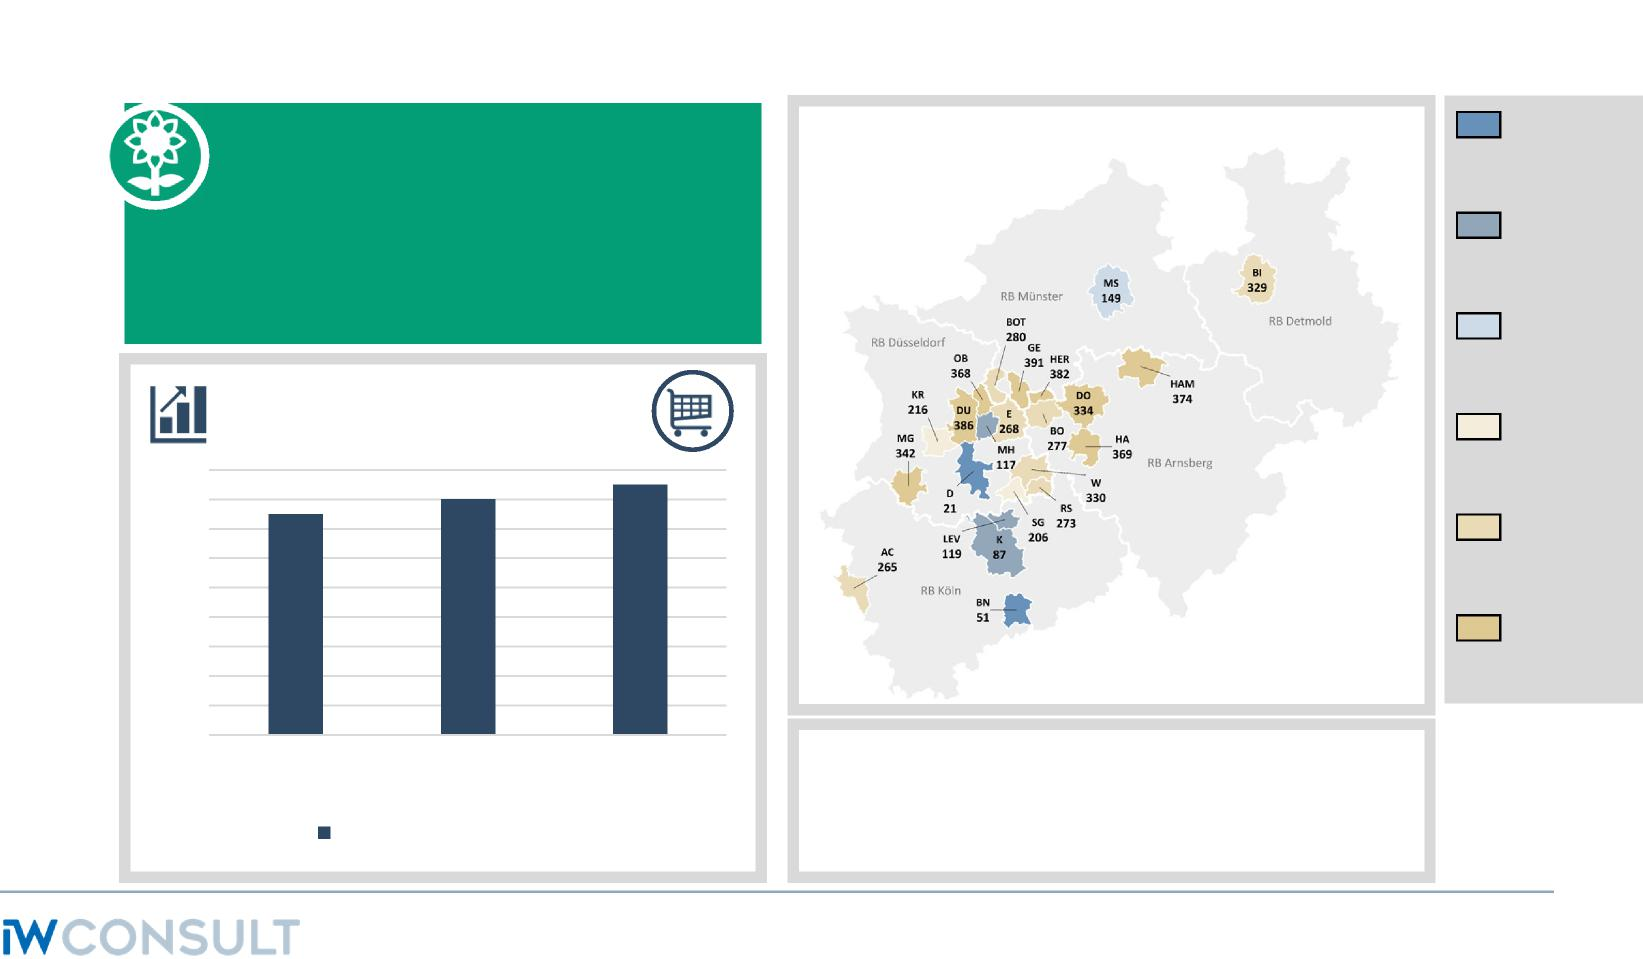 MS
149
BI
329
RB Münster
RB Detmold
BOT
280
RB Düsseldorf
GE
391
OB
368
HER
382
HAM
374
KR
216
DU
386
E
268
DO
334
MG
342
BO
277
HA
369
MH
117
RB Arnsberg
W
330
D
21
RS
273
SG
206
LEV
119
K
87
AC
265
RB Köln
BN
51
iW CONSULT